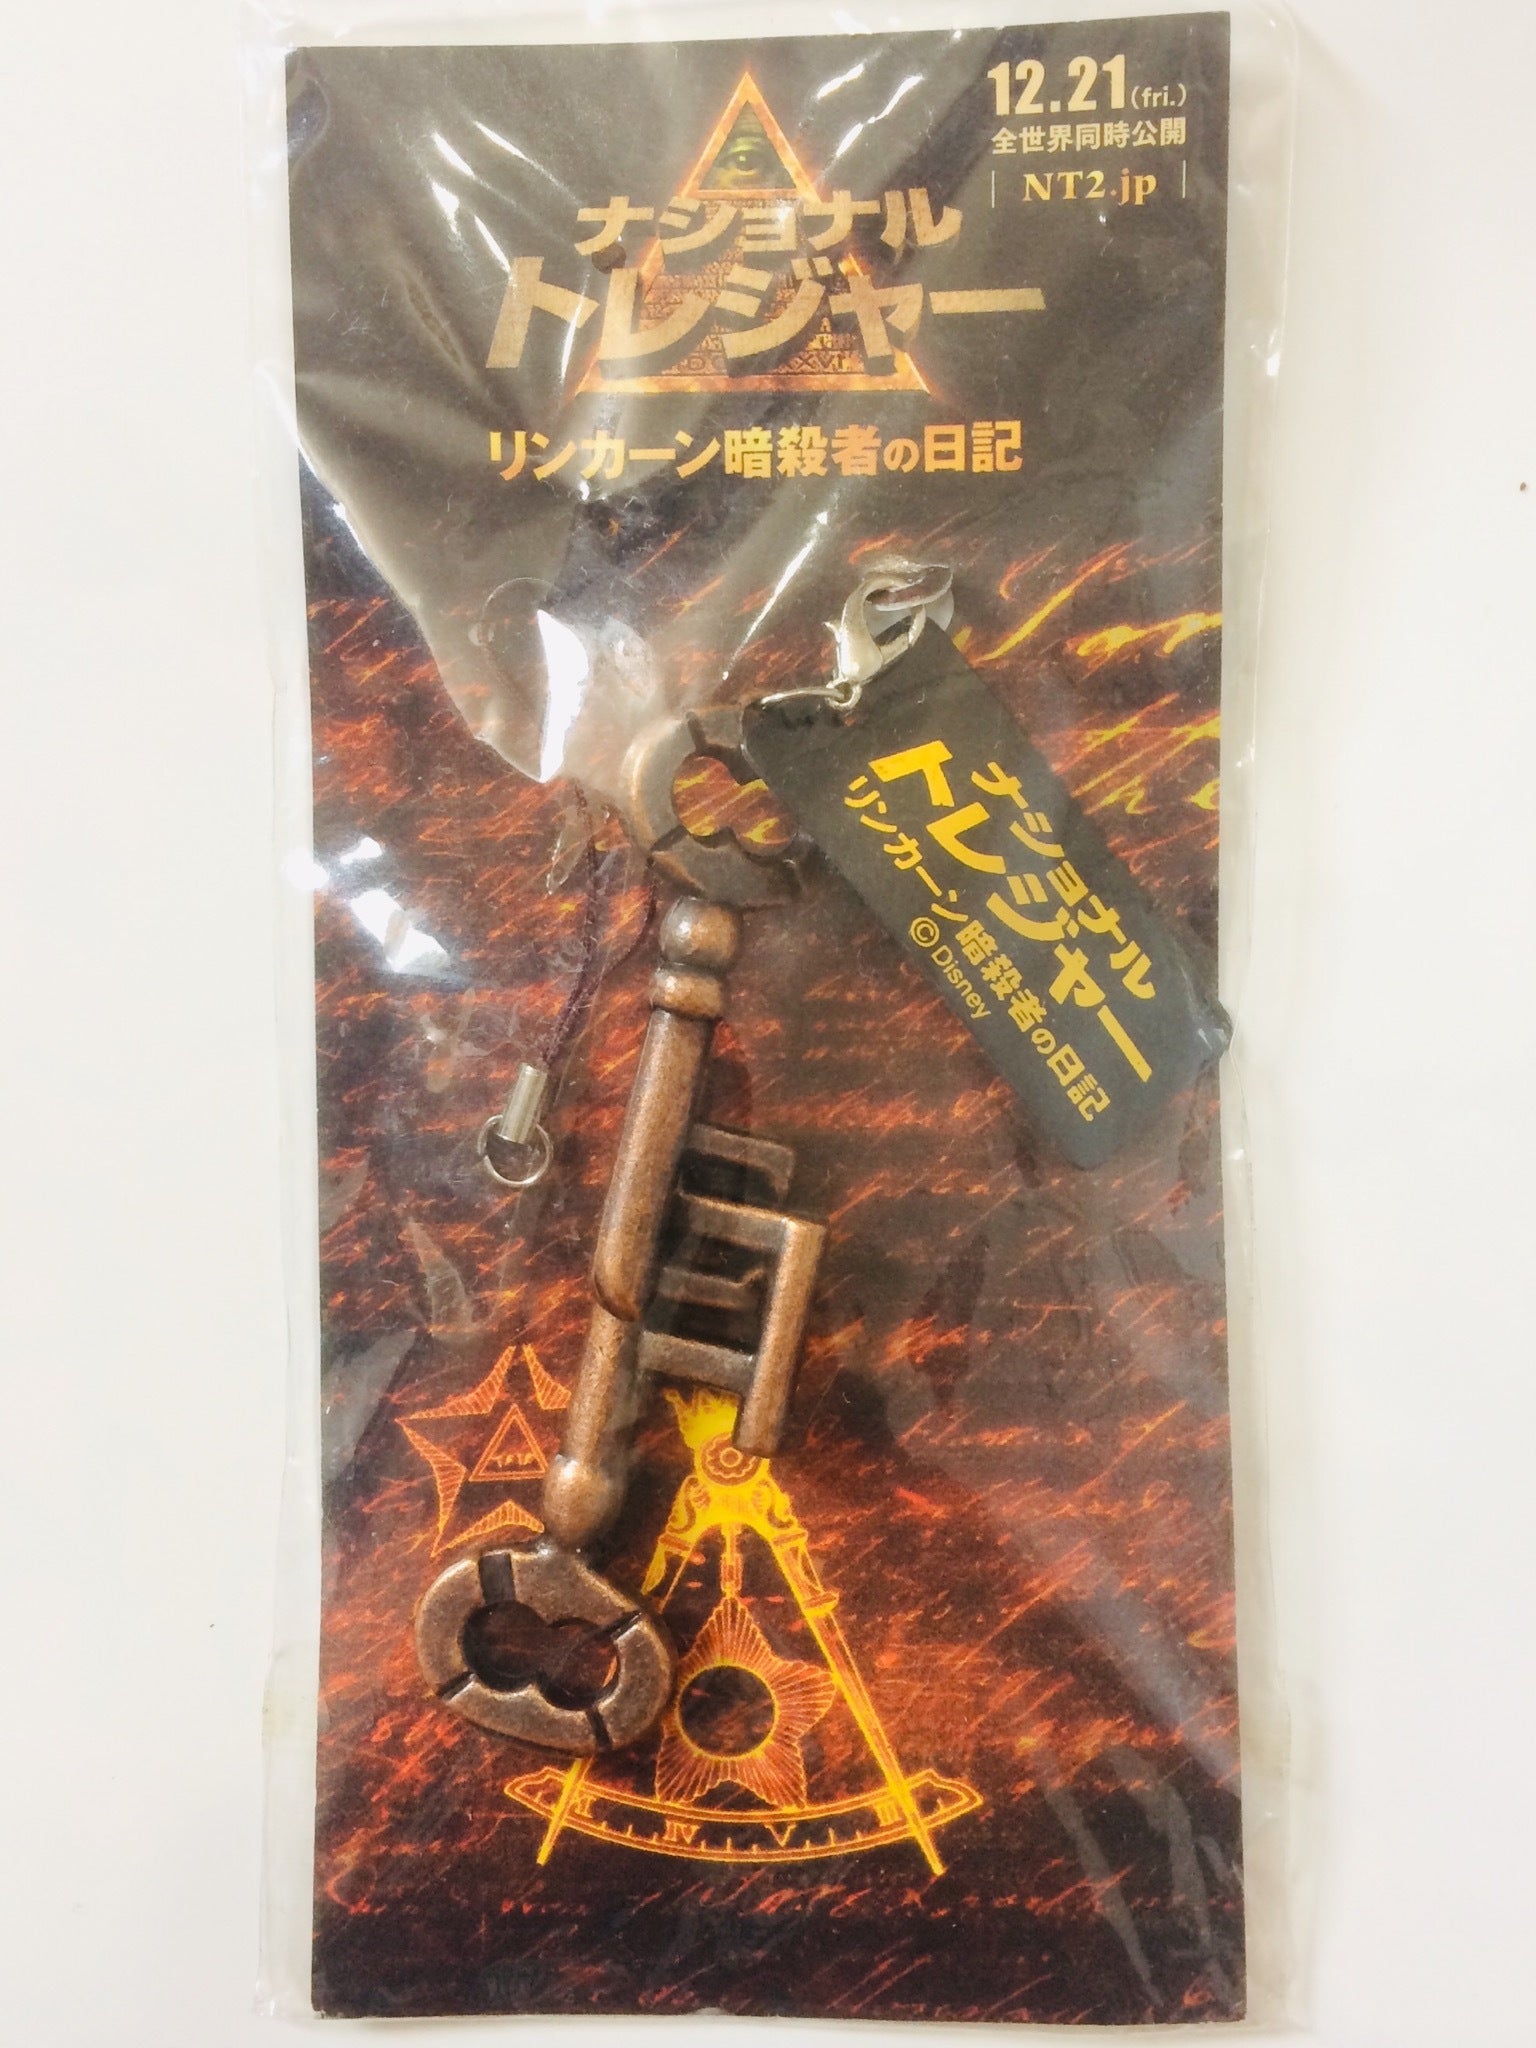 12.21(fri.)
全世界同時公開
NT2.jp
ナショナル
トレジャー
リンカーン暗殺者の日記
ナショナル
トレジャー
リンカーン暗殺者の日記
©Disney
IV
V